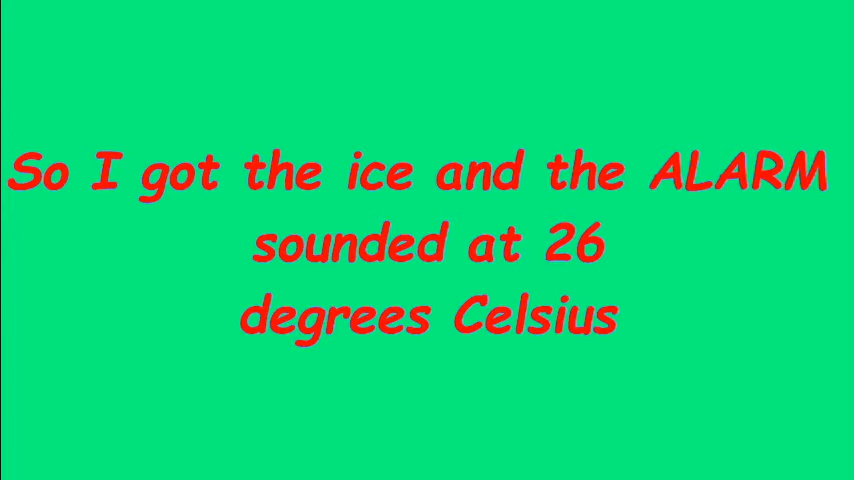 So I got the ice and the ALARM
sounded at 26
degrees Celsius